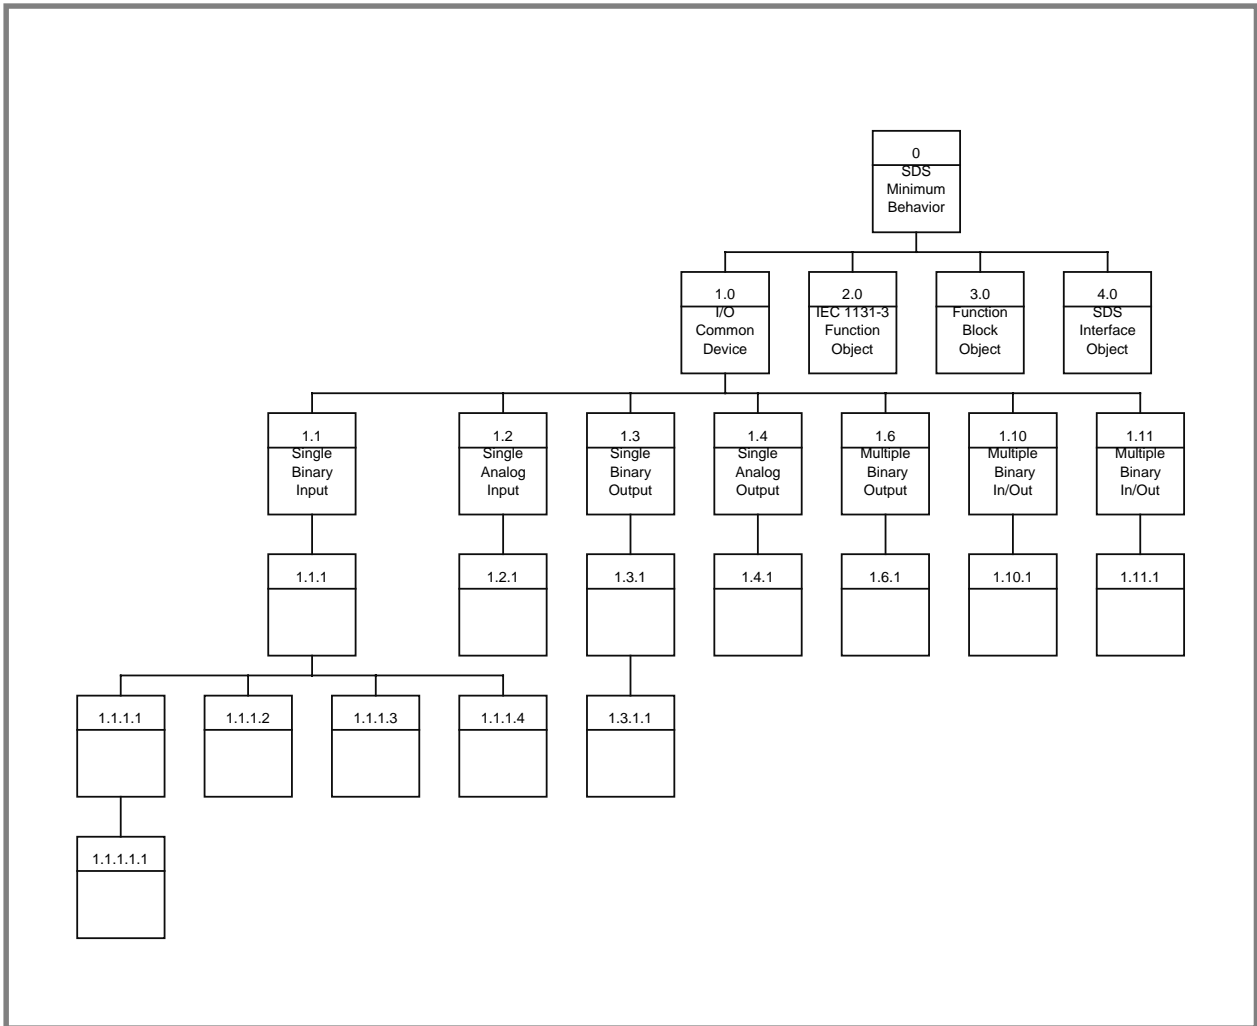 0
SDS
Minimum
Behavior
1.0
I/O
Common
Device
2.0
IEC 1131-3
Function
Object
3.0
Function
Block
Object
4.0
SDS
Interface
Object
1.1
Single
Binary
Input
1.2
Single
Analog
Input
1.3
Single
Binary
Output
1.4
Single
Analog
Output
1.6
Multiple
Binary
Output
1.10
Multiple
Binary
In/Out
1.11
Multiple
Binary
In/Out
1.1.1
1.2.1
1.3.1
1.4.1
1.6.1
1.10.1
1.11.1
1.1.1.1
1.1.1.2
1.1.1.3
1.1.1.4
1.3.1.1
1.1.1.1.1